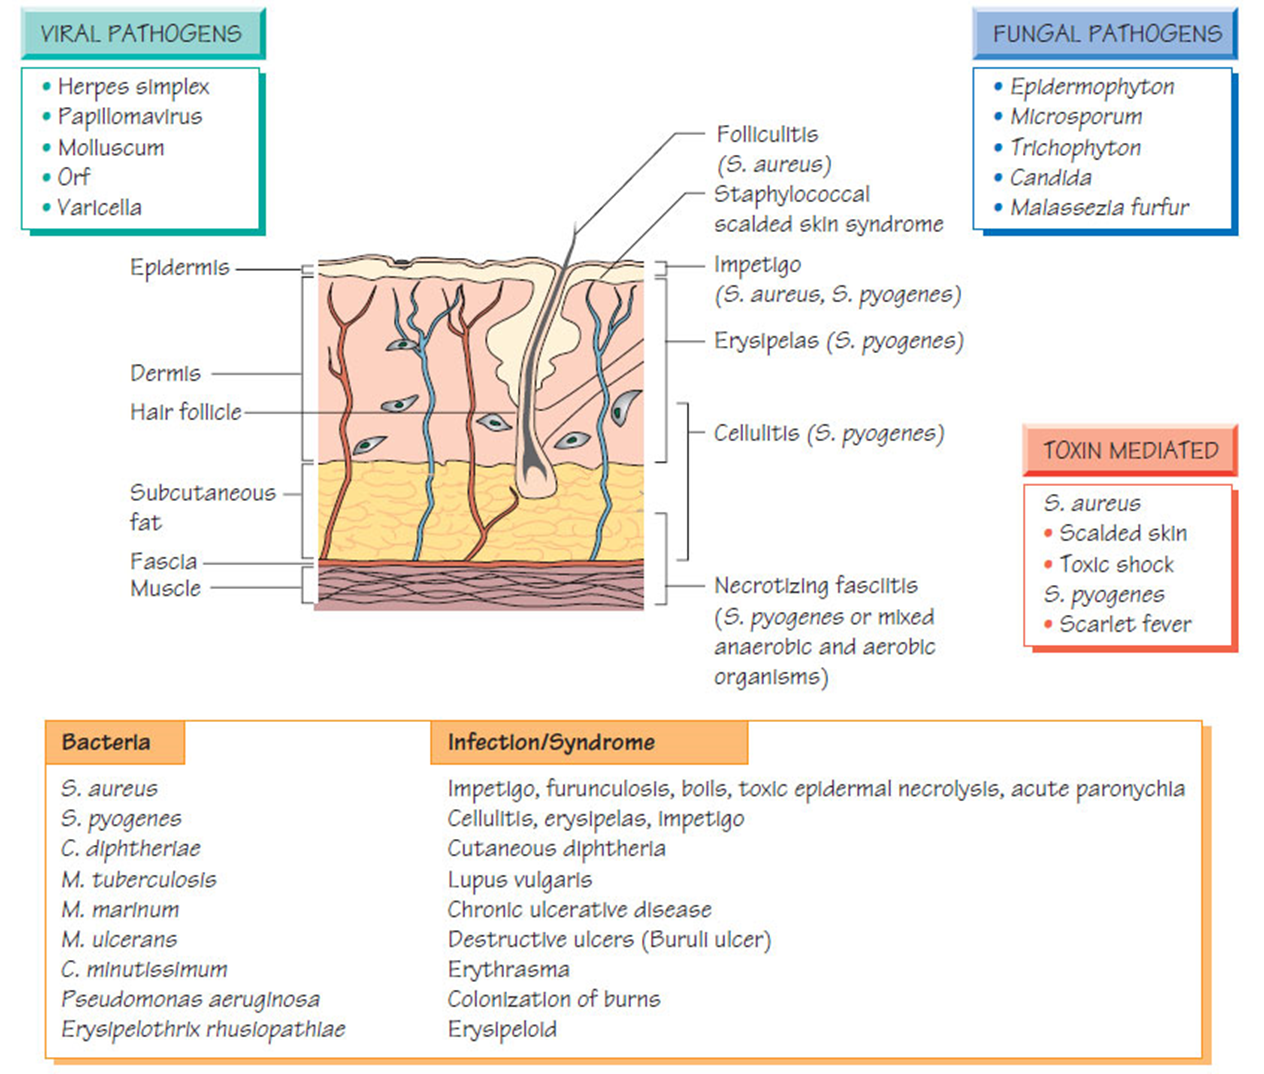 VIRAL PATHOGENS
• Herpes simplex
• Papillomavirus
• Molluscum
• Orf
• Varicella
FUNGAL PATHOGENS
• Epidermophyton
• Microsporum
• Trichophyton
• Candida
• Malassezia furfur
Folliculitis
(S. aureus)
Staphylococcal
scalded skin syndrome
Impetigo
(S. aureus, S. pyogenes)
Erysipelas (S. pyogenes)
Cellulitis (S. pyogenes)
Necrotizing fasciitis
(S. pyogenes or mixed
anaerobic and aerobic
organisms)
Epidermis
Dermis
Hair follicle
Subcutaneous
fat
Fascia
Muscle
TOXIN MEDIATED
S. aureus
• Scalded skin
• Toxic shock
S. pyogenes
• Scarlet fever
Bacteria Infection/Syndrome
S. aureus Impetigo, furunculosis, boils, toxic epidermal necrolysis, acute paronychia
S. pyogenes Cellulitis, erysipelas, impetigo
C. diphtheriae Cutaneous diphtheria
M. tuberculosis Lupus vulgaris
M. marinum Chronic ulcerative disease
M. ulcerans Destructive ulcers (Buruli ulcer)
C. minutissimum Erythrasma
Pseudomonas aeruginosa Colonization of burns
Erysipelothrix rhusiopathiae Erysipeloid